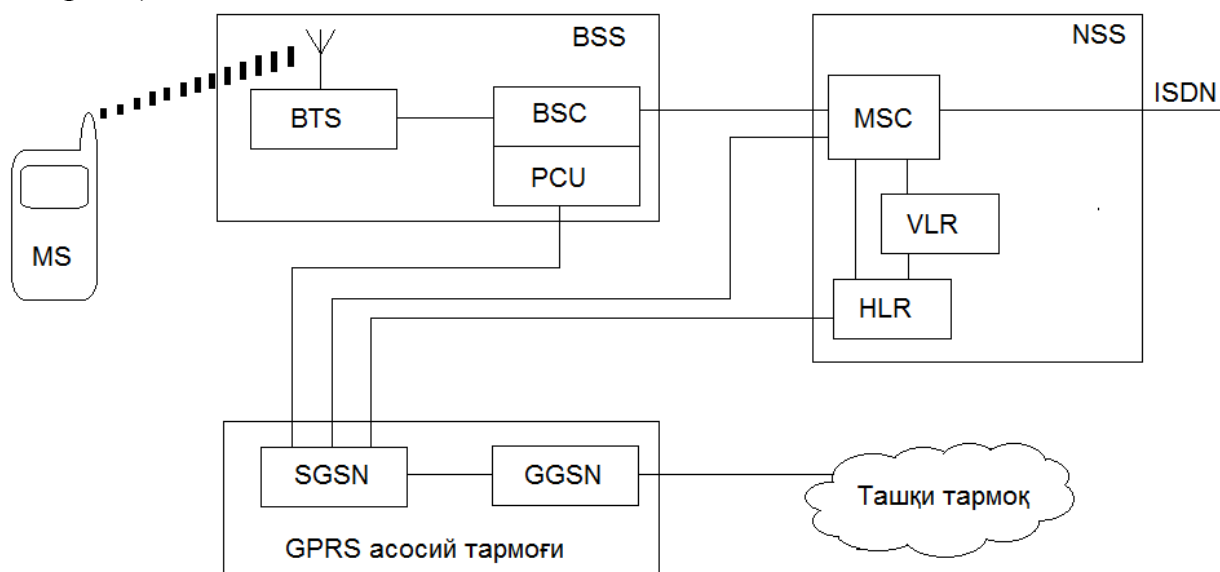 BSS
NSS
ISDN
BTS
BSC
MSC
PCU
VLR
MS
HLR
SGSN
GGSN
Ташқи тармоқ
GPRS асосий тармоғи